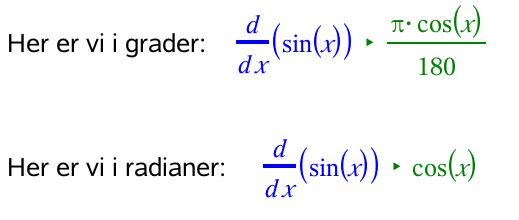 Her er vi i grader: d/dx(sin(x)) ▸ π·cos(x)/180
Her er vi i radianer: d/dx(sin(x)) ▸ cos(x)